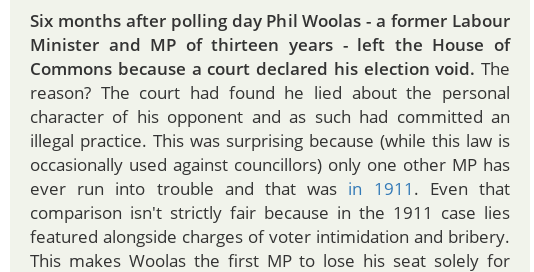 Six months after polling day Phil Woolas - a former Labour
Minister and MP of thirteen years - left the House of
Commons because a court declared his election void. The
reason? The court had found he lied about the personal
character of his opponent and as such had committed an
illegal practice. This was surprising because (while this law is
occasionally used against councillors) only one other MP has
ever run into trouble and that was in 1911. Even that
comparison isn't strictly fair because in the 1911 case lies
featured alongside charges of voter intimidation and bribery.
This makes Woolas the first MP to lose his seat solely for